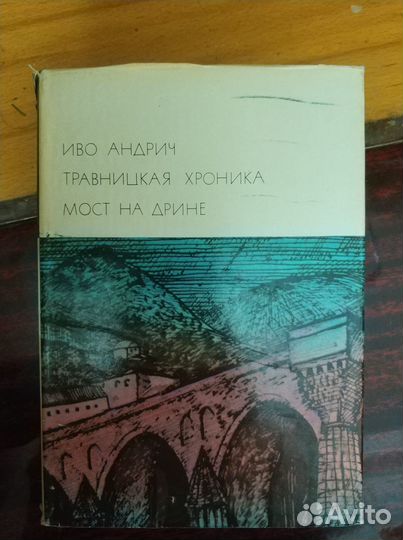 ИВО АНДРИЧ
ТРАВНИЦКАЯ ХРОНИКА
МОСТ НА ДРИНЕ
Avito